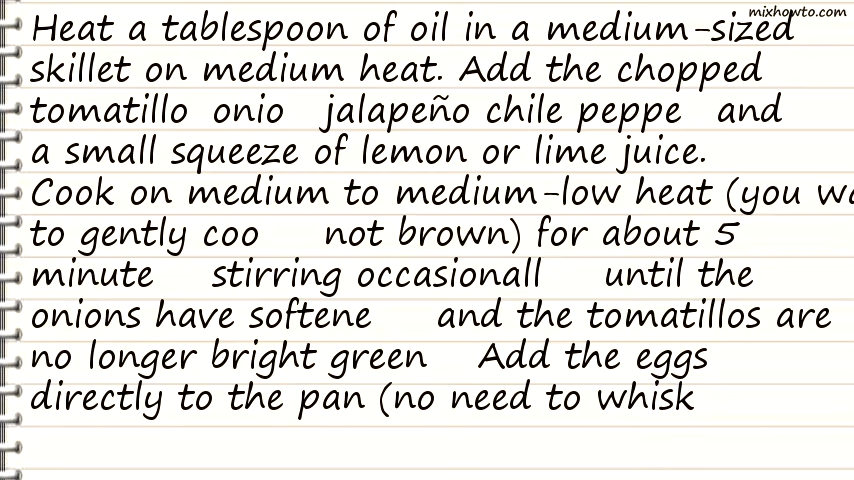 mixhowto.com
Heat a tablespoon of oil in a medium-sized
skillet on medium heat. Add the chopped
tomatillo onio jalapeño chile peppe and
a small squeeze of lemon or lime juice.
Cook on medium to medium-low heat (you wa
to gently coo not brown) for about 5
minute stirring occasionall until the
onions have softene and the tomatillos are
no longer bright green Add the eggs
directly to the pan (no need to whisk